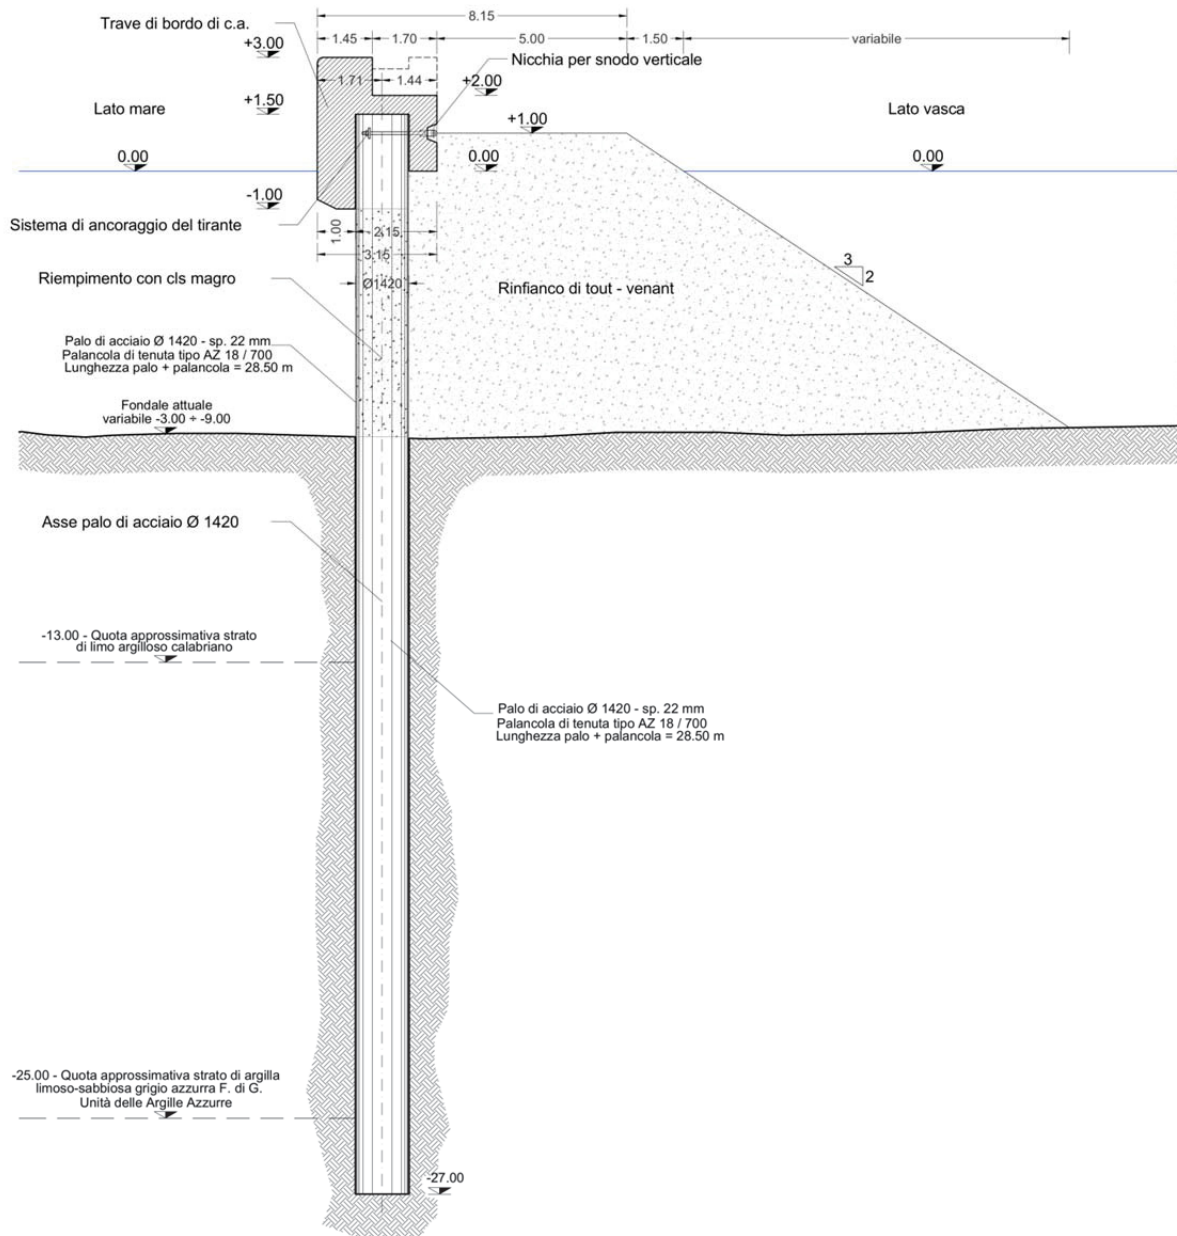 8.15
Trave di bordo di c.a.
1.45
1.70
5.00
1.50
variabile
+3.00
Nicchia per snodo verticale
1.71
1.44
+2.00
+1.50
Lato mare
Lato vasca
+1.00
0.00
0.00
0.00
-1.00
Sistema di ancoraggio del tirante
1.00
2.15
3.15
3
2
Riempimento con cls magro
Ø1420
Rinfianco di tout - venant
Palo di acciaio Ø 1420 - sp. 22 mm
Palancola di tenuta tipo AZ 18 / 700
Lunghezza palo + palancola = 28.50 m
Fondale attuale
variabile -3.00 ÷ -9.00
Asse palo di acciaio Ø 1420
-13.00 - Quota approssimativa strato
di limo argilloso calabriano
Palo di acciaio Ø 1420 - sp. 22 mm
Palancola di tenuta tipo AZ 18 / 700
Lunghezza palo + palancola = 28.50 m
-25.00 - Quota approssimativa strato di argilla
limoso-sabbiosa grigio azzurra F. di G.
Unità delle Argille Azzurre
-27.00